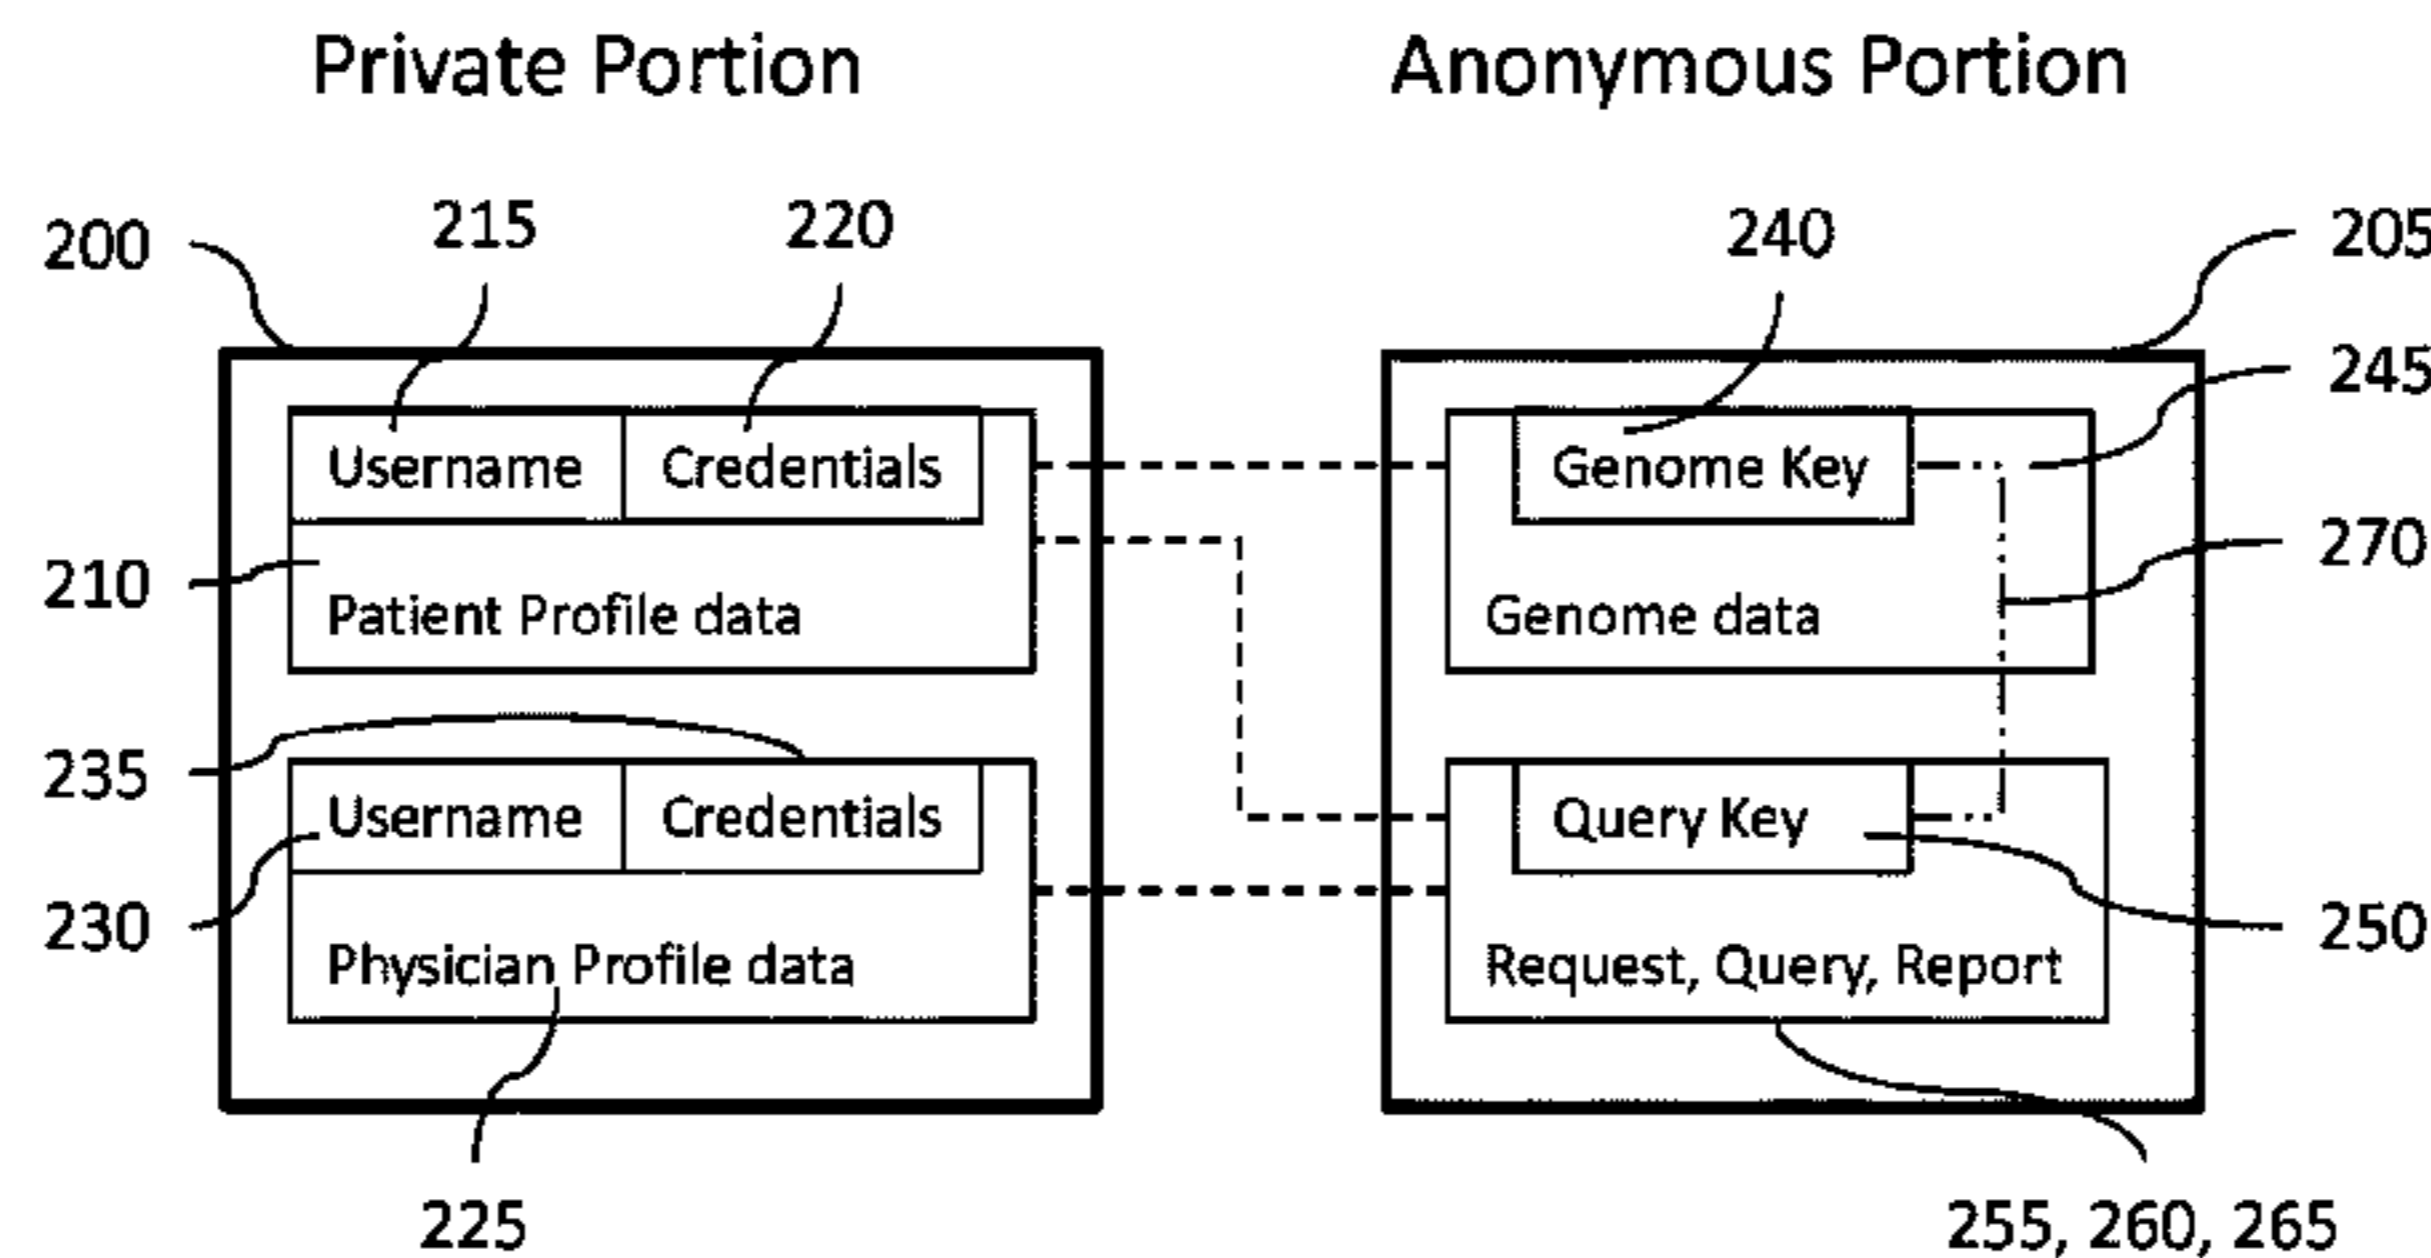 Private Portion
Anonymous Portion
200
215
220
240
205
245
Username
Credentials
Genome Key
270
210
Patient Profile data
Genome data
235
Username
Credentials
Query Key
230
250
Physician Profile data
Request, Query, Report
225
255, 260, 265